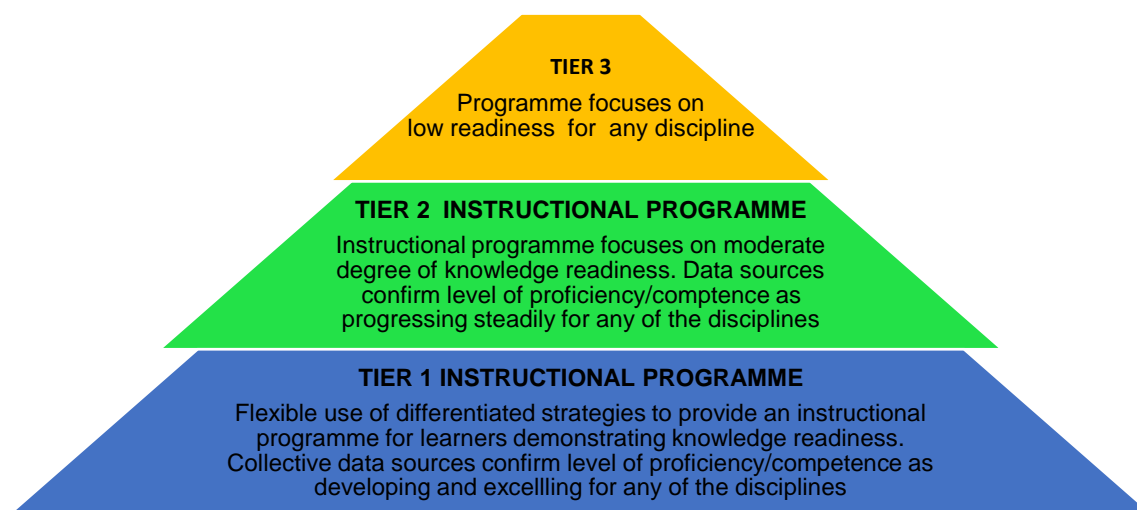 TIER 3
Programme focuses on
low readiness for any discipline
TIER 2 INSTRUCTIONAL PROGRAMME
Instructional programme focuses on moderate
degree of knowledge readiness. Data sources
confirm level of proficiency/comptence as
progressing steadily for any of the disciplines
TIER 1 INSTRUCTIONAL PROGRAMME
Flexible use of differentiated strategies to provide an instructional
programme for learners demonstrating knowledge readiness.
Collective data sources confirm level of proficiency/competence as
developing and excellling for any of the disciplines